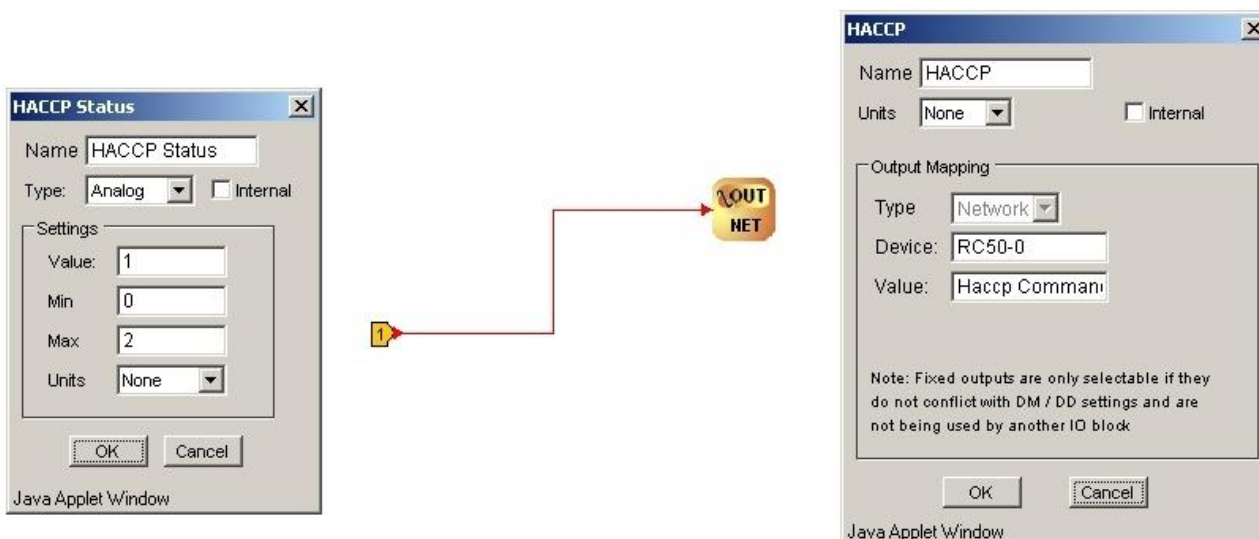 HACCP Status
Name HACCP Status
Type: Analog Internal
Settings
Value: 1
Min 0
Max 2
Units None
OK Cancel
Java Applet Window
1
OUT
NET
HACCP
Name HACCP
Units None Internal
Output Mapping
Type Network
Device: RC50-0
Value: Haccp
Note: Fixed outputs are only selectable if they
do not conflict with DM / DD settings and are
not being used by another IO block
OK Cancel
Java Applet Window